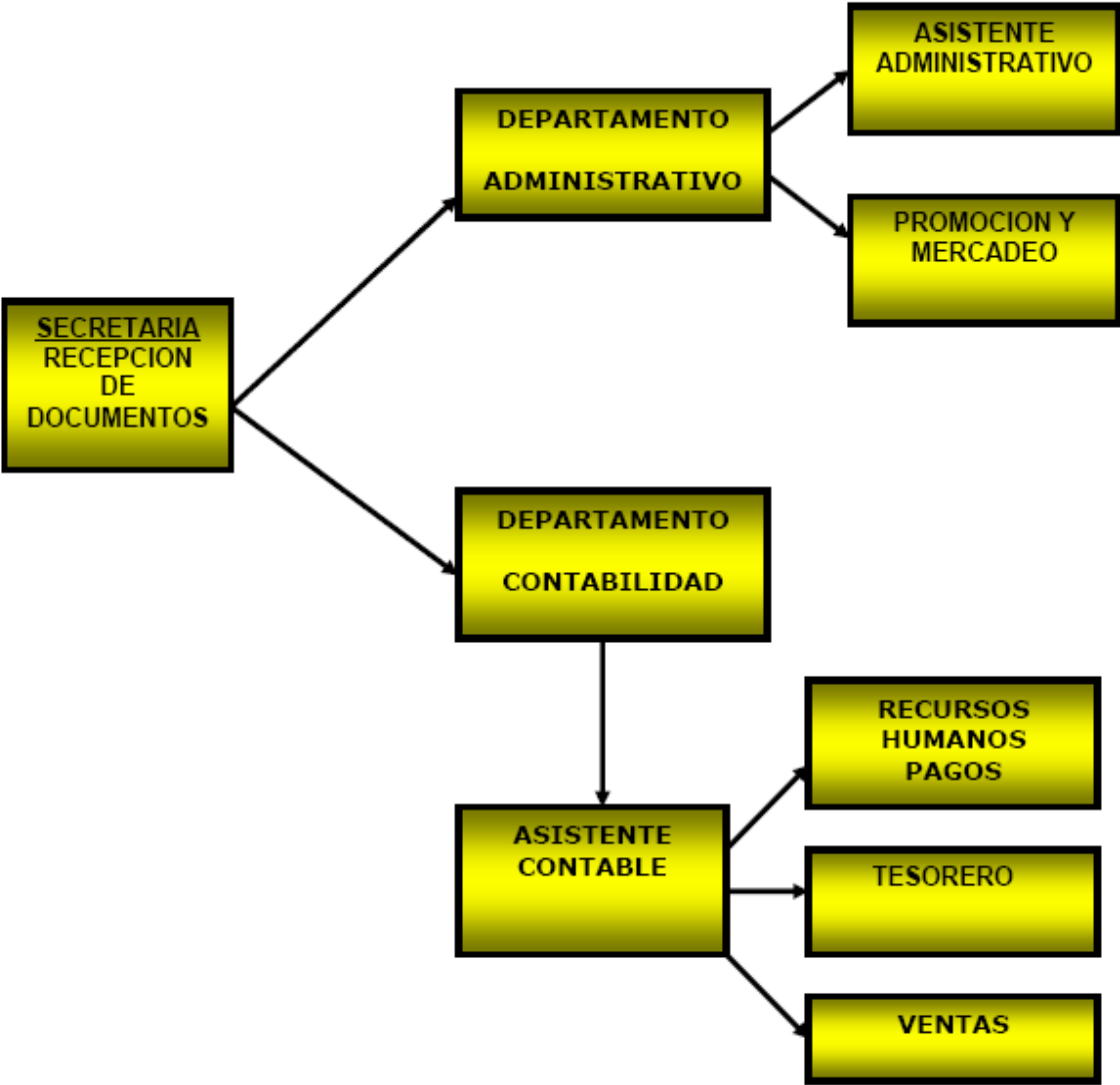 ASISTENTE
ADMINISTRATIVO
DEPARTAMENTO
ADMINISTRATIVO
PROMOCION Y
MERCADEO
SECRETARIA
RECEPCION
DE
DOCUMENTOS
DEPARTAMENTO
CONTABILIDAD
RECURSOS
HUMANOS
PAGOS
ASISTENTE
CONTABLE
TESORERO
VENTAS